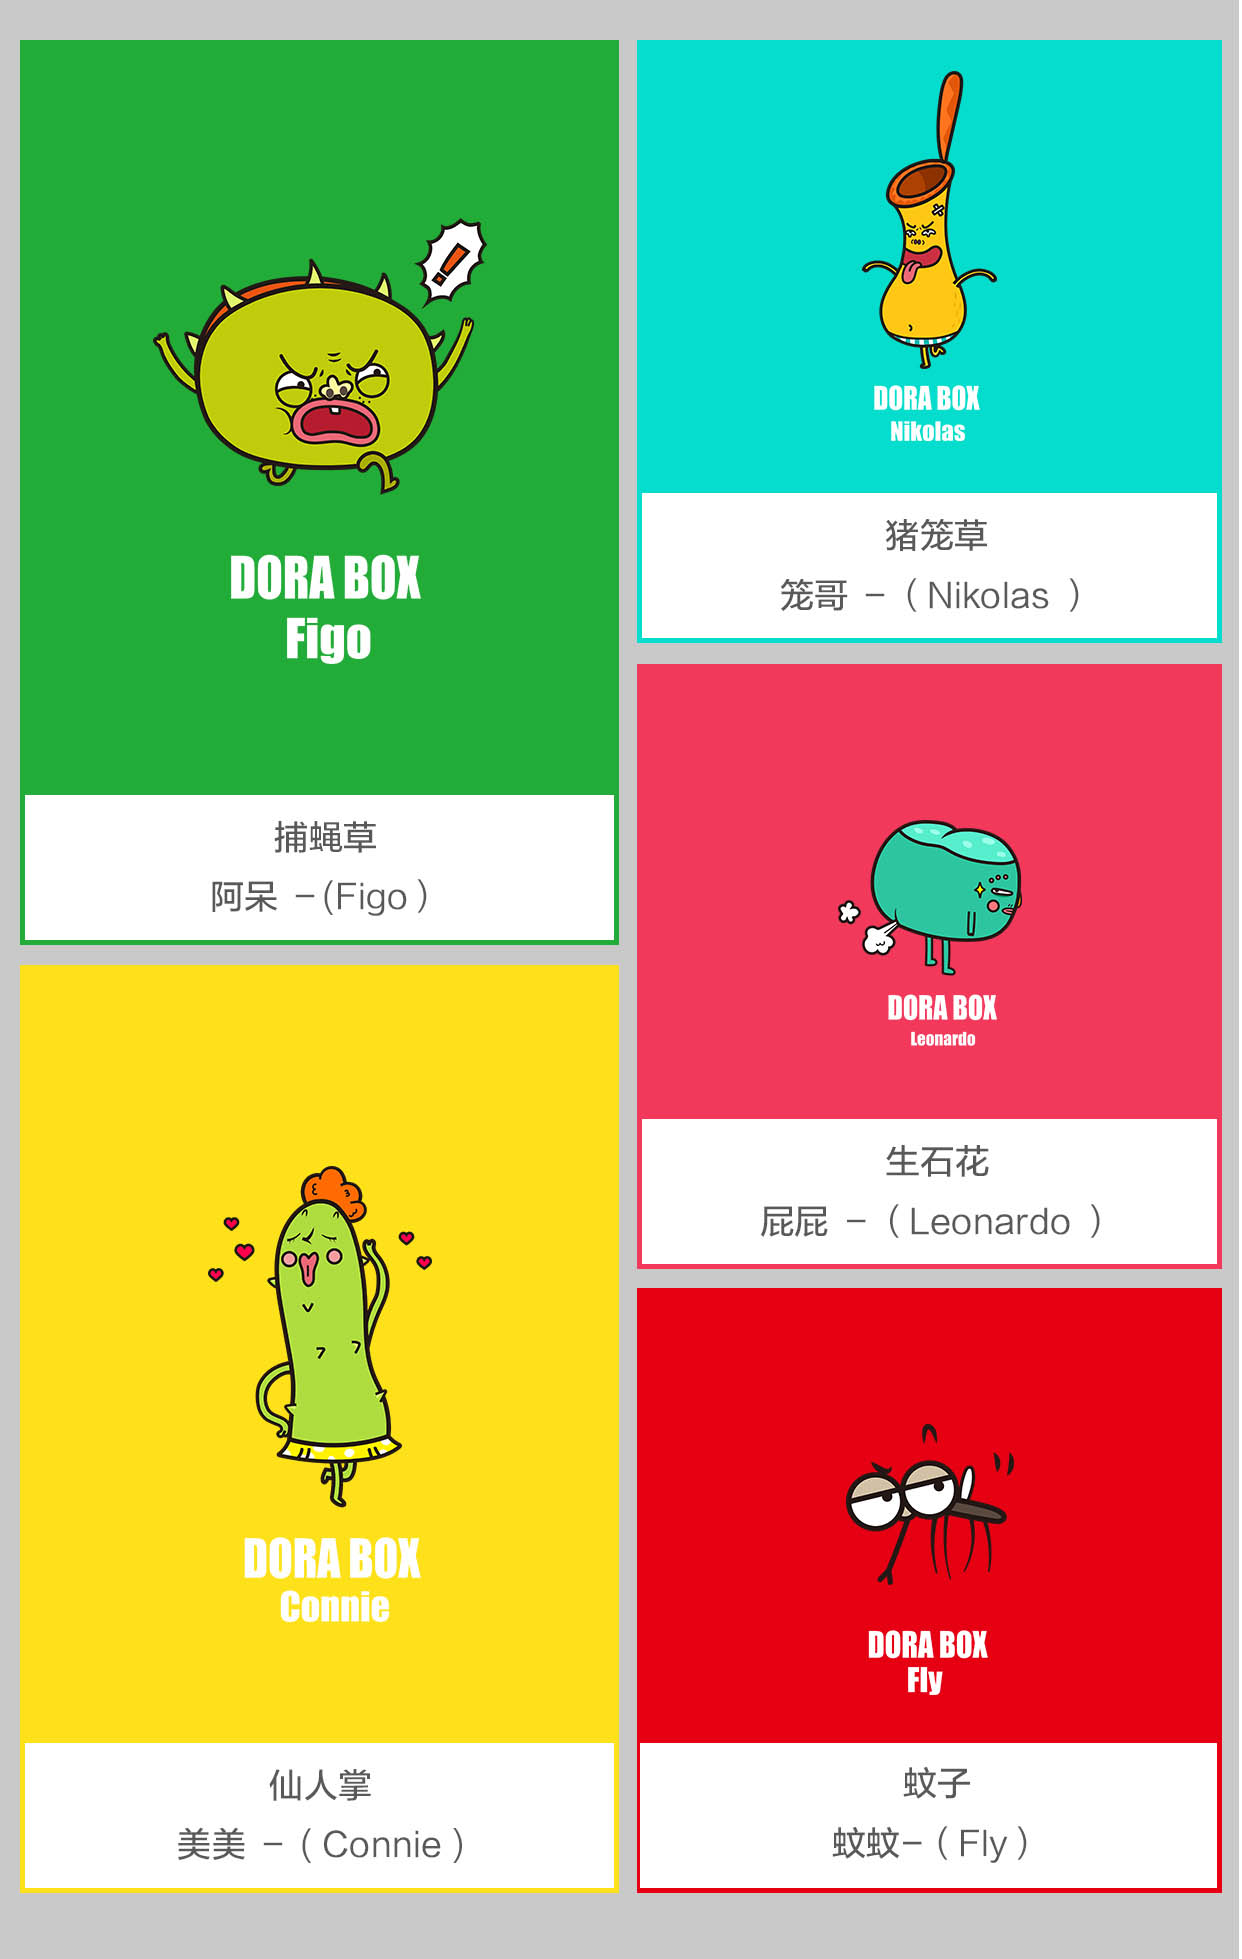 DORA BOX
Figo
捕蝇草
阿呆 -(Figo)
DORA BOX
Nikolas
猪笼草
笼哥 - ( Nikolas )
DORA BOX
Leonardo
生石花
屁屁 - ( Leonardo )
DORA BOX
Connie
仙人掌
美美 - ( Connie )
DORA BOX
Fly
蚊子
蚊蚊- ( Fly )